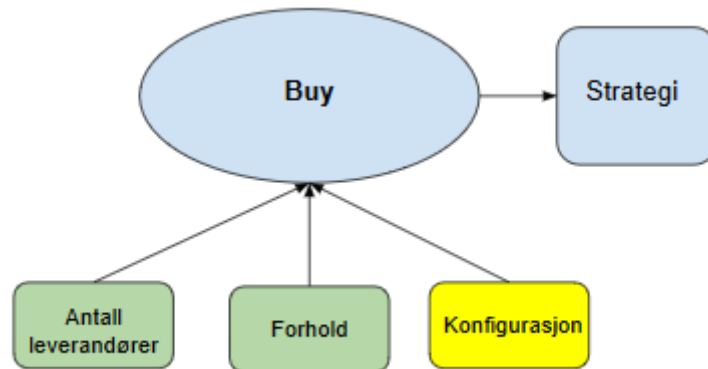 Buy
Strategi
Antall
leverandører
Forhold
Konfigurasjon